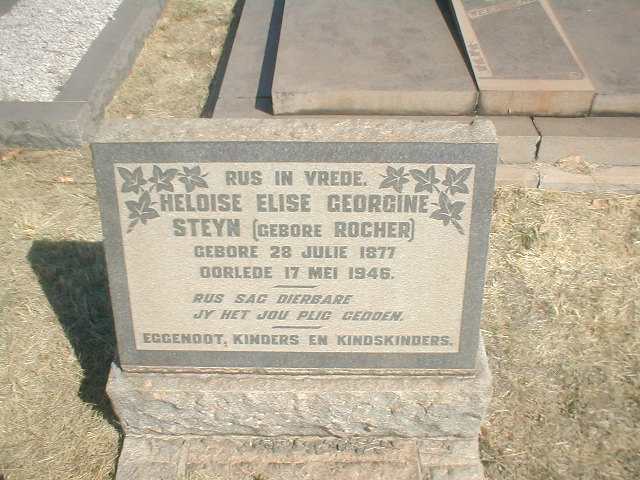 RUS IN VREDE.
HELOISE ELISE GEORGINE
STEYN (GEBORE ROCHER)
GEBORE 28 JULIE 1877
OORLEDE 17 MEI 1946.
RUS SAG DIERBARE
JY HET JOU PLIG GEDOEN.
EGGENOOT, KINDERS EN KINDSKINDERS.